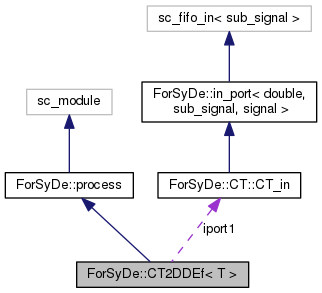 sc_fifo_in< sub_signal >
ForSyDe::in_port< double,
sub_signal, signal >
sc_module
ForSyDe::process
ForSyDe::CT::CT_in
iport1
ForSyDe::CT2DDEf< T >